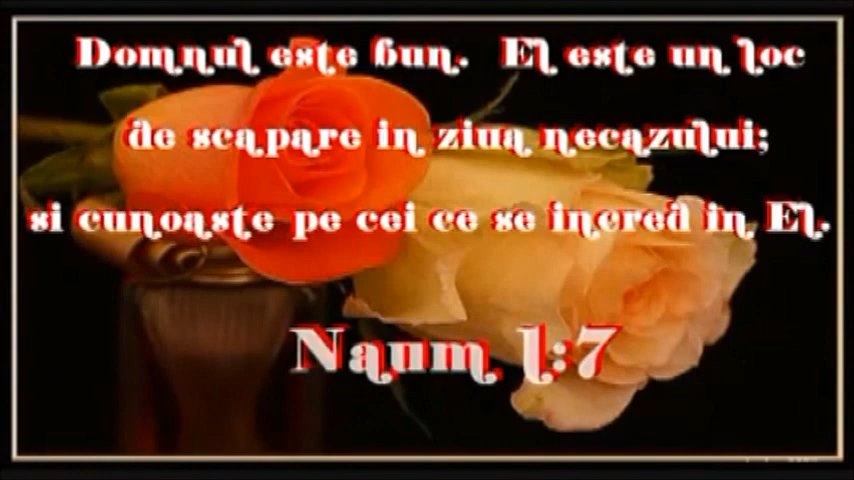 Domnul este bun. El este un loc
de scapare in ziua necazului;
si cunoaste pe cei ce se incred in El.
Naum 1:7